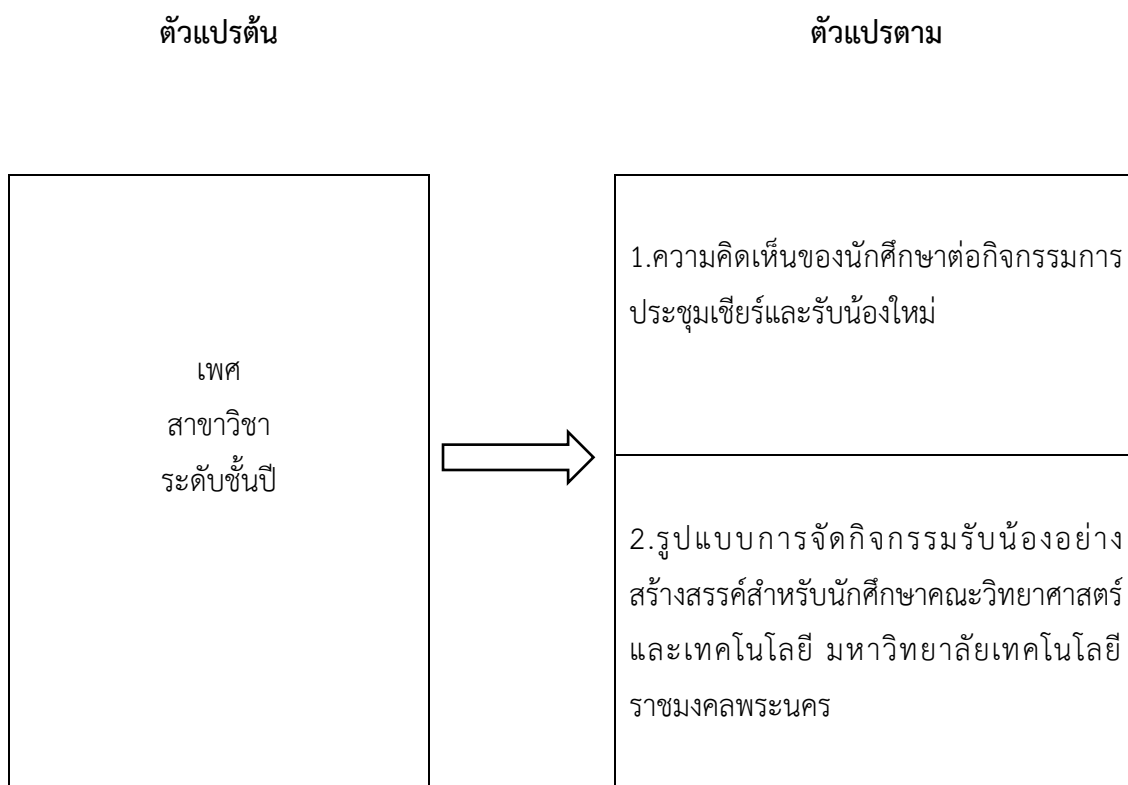 ตัวแปรต้น
ตัวแปรตาม
เพศ
สาขาวิชา
ระดับชั้นปี
1.ความคิดเห็นของนักศึกษาต่อกิจกรรมการ
ประชุมเชียร์และรับน้องใหม่
2.รูปแบบการจัดกิจกรรมรับน้องอย่าง
สร้างสรรค์สำหรับนักศึกษาคณะวิทยาศาสตร์
และเทคโนโลยี มหาวิทยาลัยเทคโนโลยี
ราชมงคลพระนคร